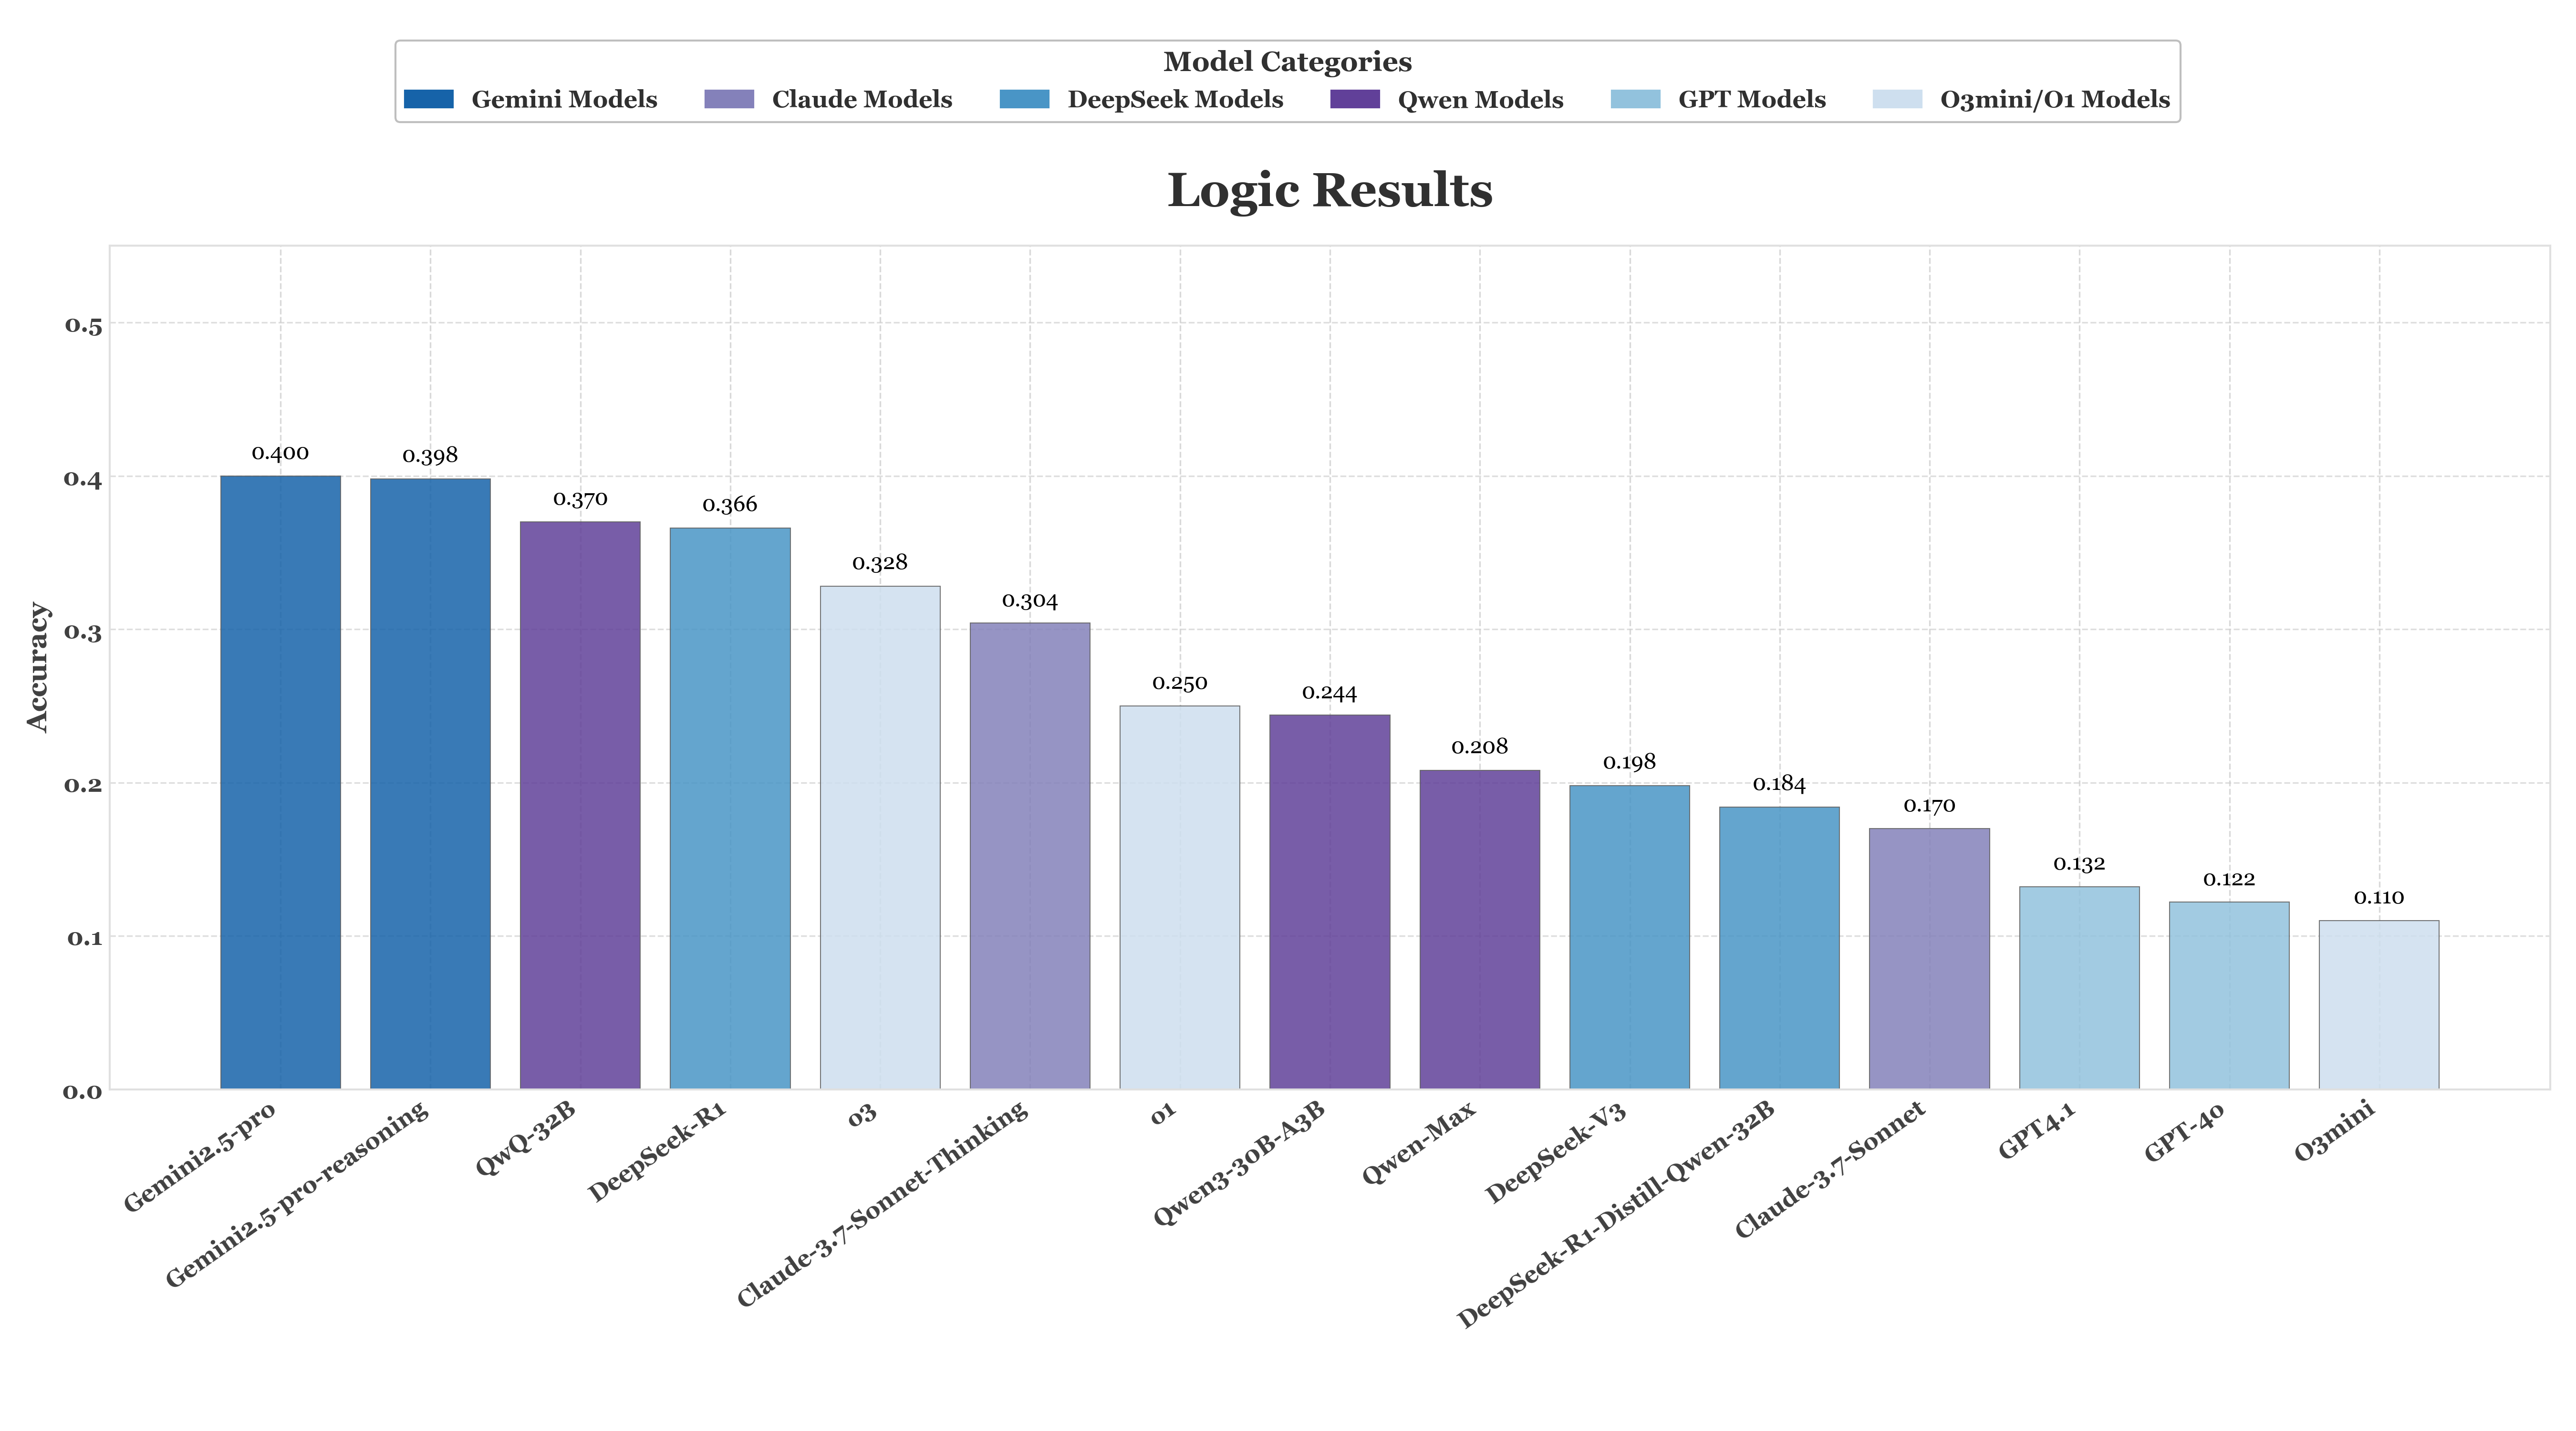 Model Categories
Gemini Models Claude Models DeepSeek Models Qwen Models GPT Models O3mini/O1 Models
Logic Results
Accuracy
0.5
0.4
0.3
0.2
0.1
0.0
0.400
0.398
0.370
0.366
0.328
0.304
0.250
0.244
0.208
0.198
0.184
0.170
0.132
0.122
0.110
Gemini2.5-pro
Gemini2.5-pro-reasoning
QwQ-32B
DeepSeek-R1
o3
Claude-3.7-Sonnet-Thinking
o1
Qwen3-30B-A3B
Qwen-Max
DeepSeek-V3
DeepSeek-R1-Distill-Qwen-32B
Claude-3.7-Sonnet
GPT4.1
GPT-4o
O3mini